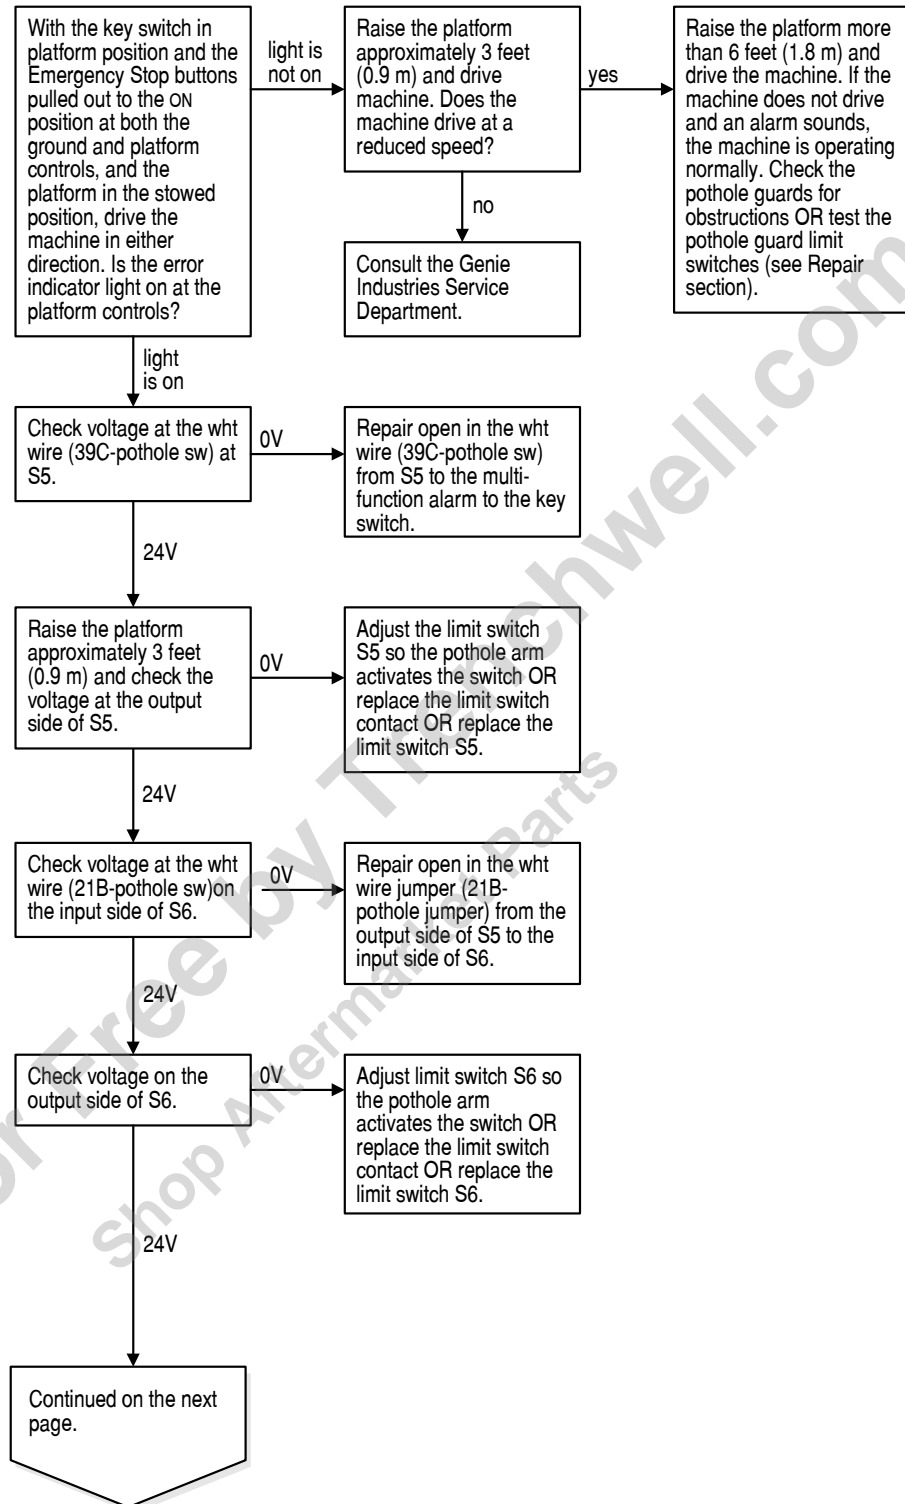 With the key switch in
platform position and the
Emergency Stop buttons
pulled out to the ON
position at both the
ground and platform
controls, and the
platform in the stowed
position, drive the
machine in either
direction. Is the error
indicator light on at the
platform controls?
light is
not on
Raise the platform
approximately 3 feet
(0.9 m) and drive
machine. Does the
machine drive at a
reduced speed?
yes
Raise the platform more
than 6 feet (1.8 m) and
drive the machine. If the
machine does not drive
and an alarm sounds,
the machine is operating
normally. Check the
pothole guards for
obstructions OR test the
pothole guard limit
switches (see Repair
section).
no
Consult the Genie
Industries Service
Department.
light
is on
Check voltage at the wht
wire (39C-pothole sw) at
S5.
0V
Repair open in the wht
wire (39C-pothole sw)
from S5 to the multi-
function alarm to the key
switch.
24V
Raise the platform
approximately 3 feet
(0.9 m) and check the
voltage at the output
side of S5.
0V
Adjust the limit switch
S5 so the pothole arm
activates the switch OR
replace the limit switch
contact OR replace the
limit switch S5.
24V
Check voltage at the wht
wire (21B-pothole sw)on
the input side of S6.
0V
Repair open in the wht
wire jumper (21B-
pothole jumper) from the
output side of S5 to the
input side of S6.
24V
Check voltage on the
output side of S6.
0V
Adjust limit switch S6 so
the pothole arm
activates the switch OR
replace the limit switch
contact OR replace the
limit switch S6.
24V
Continued on the next
page.
or Free by Trenchwell.com
Shop Aftermarket Parts